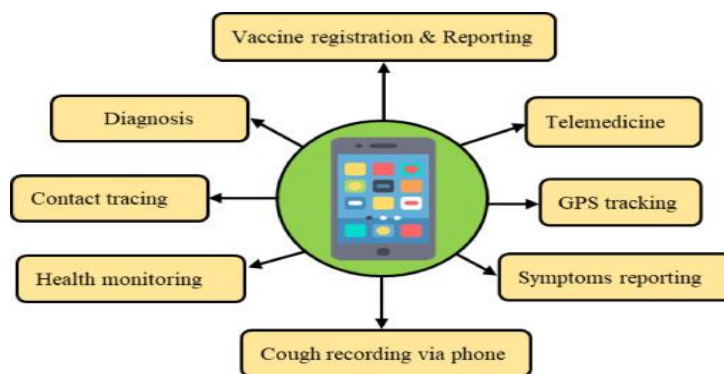 Vaccine registration & Reporting
Diagnosis
Telemedicine
Contact tracing
GPS tracking
Health monitoring
Symptoms reporting
Cough recording via phone